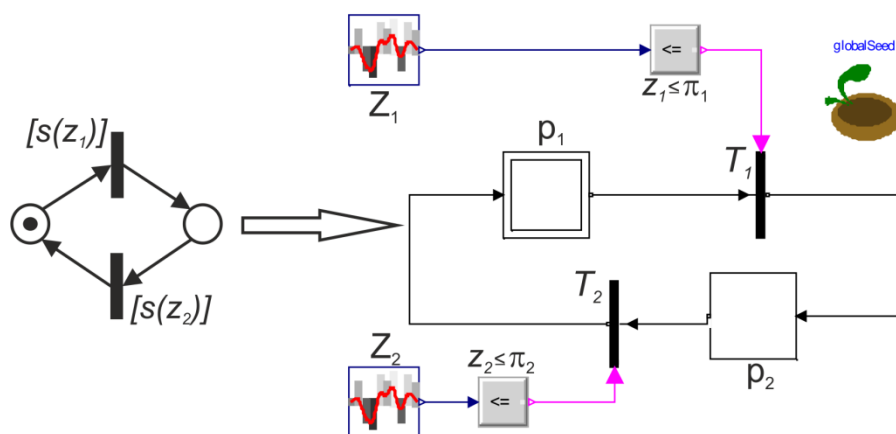 [s(z₁)]
[s(z₂)]
Z₁
<=
z₁≤π₁
globalSeed
p₁
T₁
T₂
p₂
Z₂
z₂≤π₂
<=